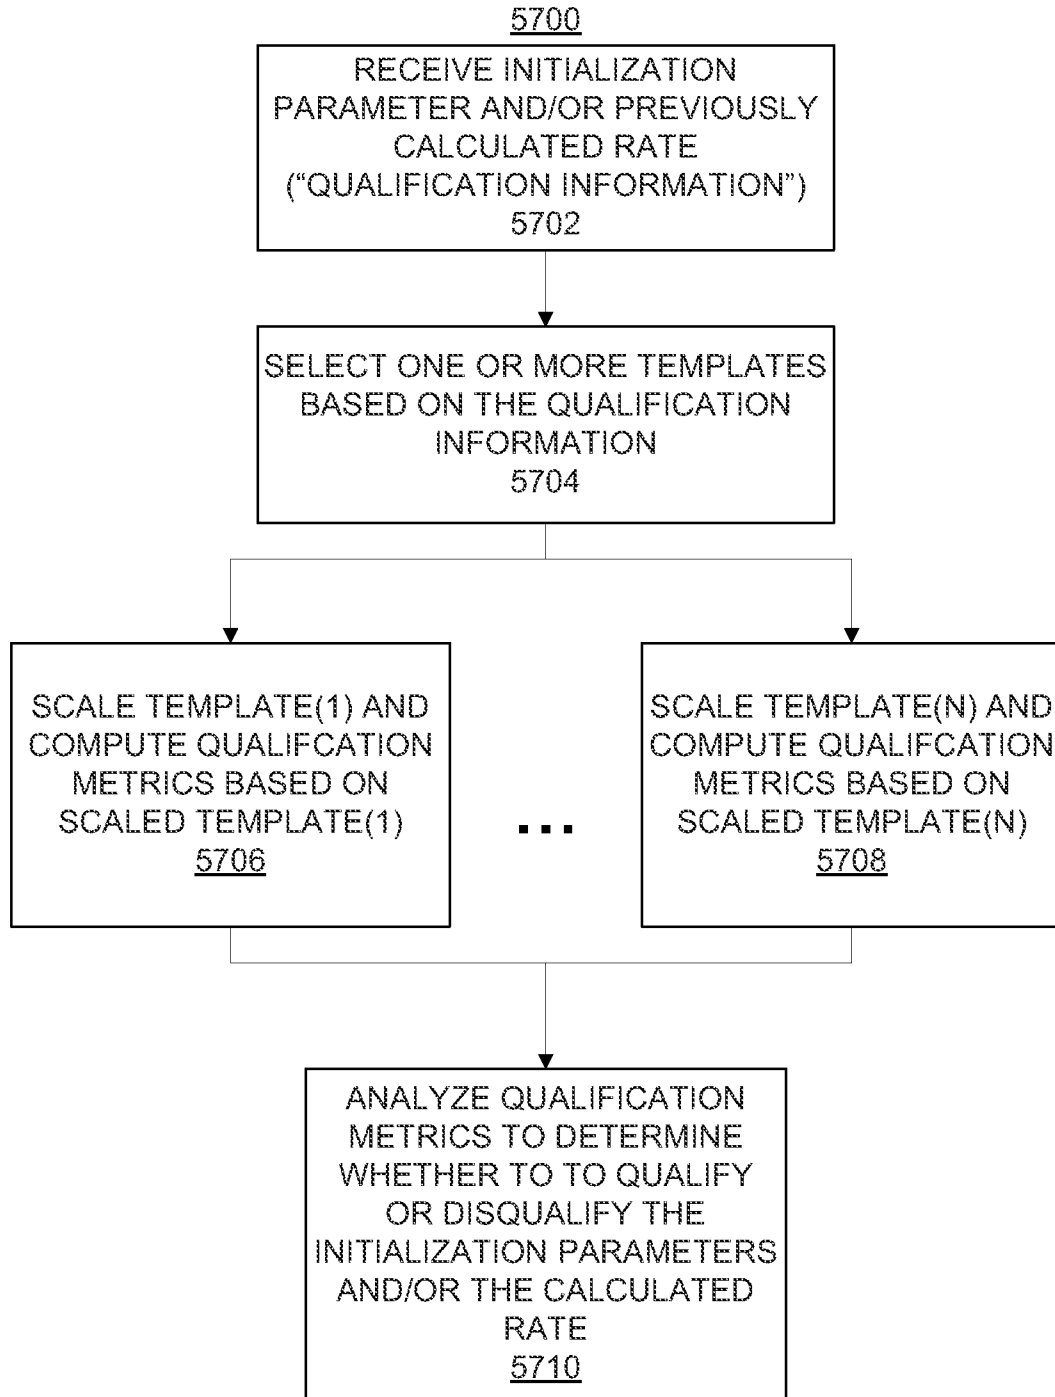 5700
RECEIVE INITIALIZATION
PARAMETER AND/OR PREVIOUSLY
CALCULATED RATE
(“QUALIFICATION INFORMATION”)
5702
SELECT ONE OR MORE TEMPLATES
BASED ON THE QUALIFICATION
INFORMATION
5704
SCALE TEMPLATE(1) AND
COMPUTE QUALIFCATION
METRICS BASED ON
SCALED TEMPLATE(1)
5706
...
SCALE TEMPLATE(N) AND
COMPUTE QUALIFCATION
METRICS BASED ON
SCALED TEMPLATE(N)
5708
ANALYZE QUALIFICATION
METRICS TO DETERMINE
WHETHER TO TO QUALIFY
OR DISQUALIFY THE
INITIALIZATION PARAMETERS
AND/OR THE CALCULATED
RATE
5710